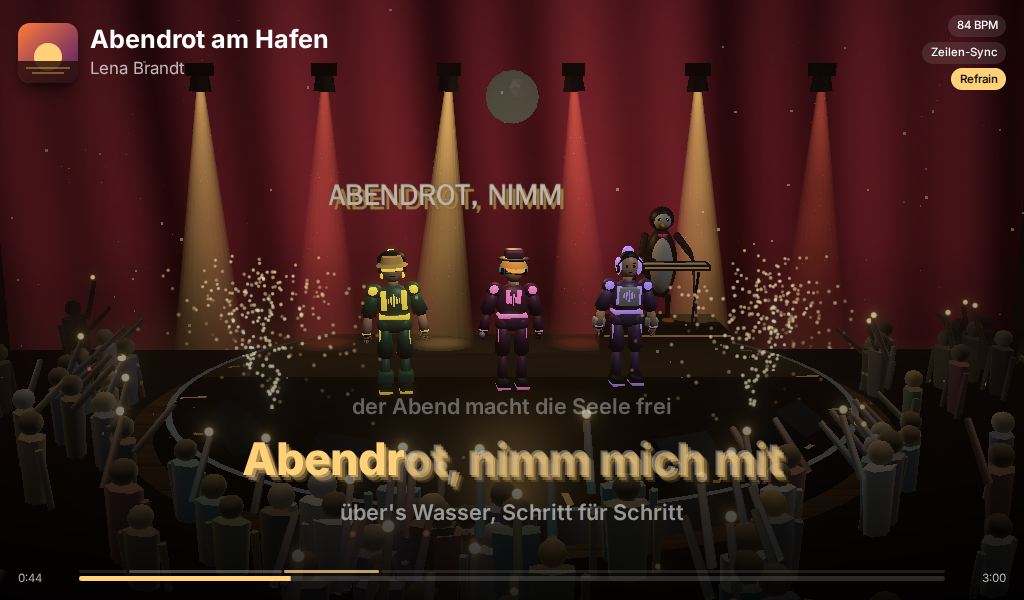 Abendrot am Hafen
Lena Brandt
84 BPM
Zeilen-Sync
Refrain
ABENDROT, NIMM
der Abend macht die Seele frei
Abendrot, nimm mich mit
über's Wasser, Schritt für Schritt
0:44
3:00